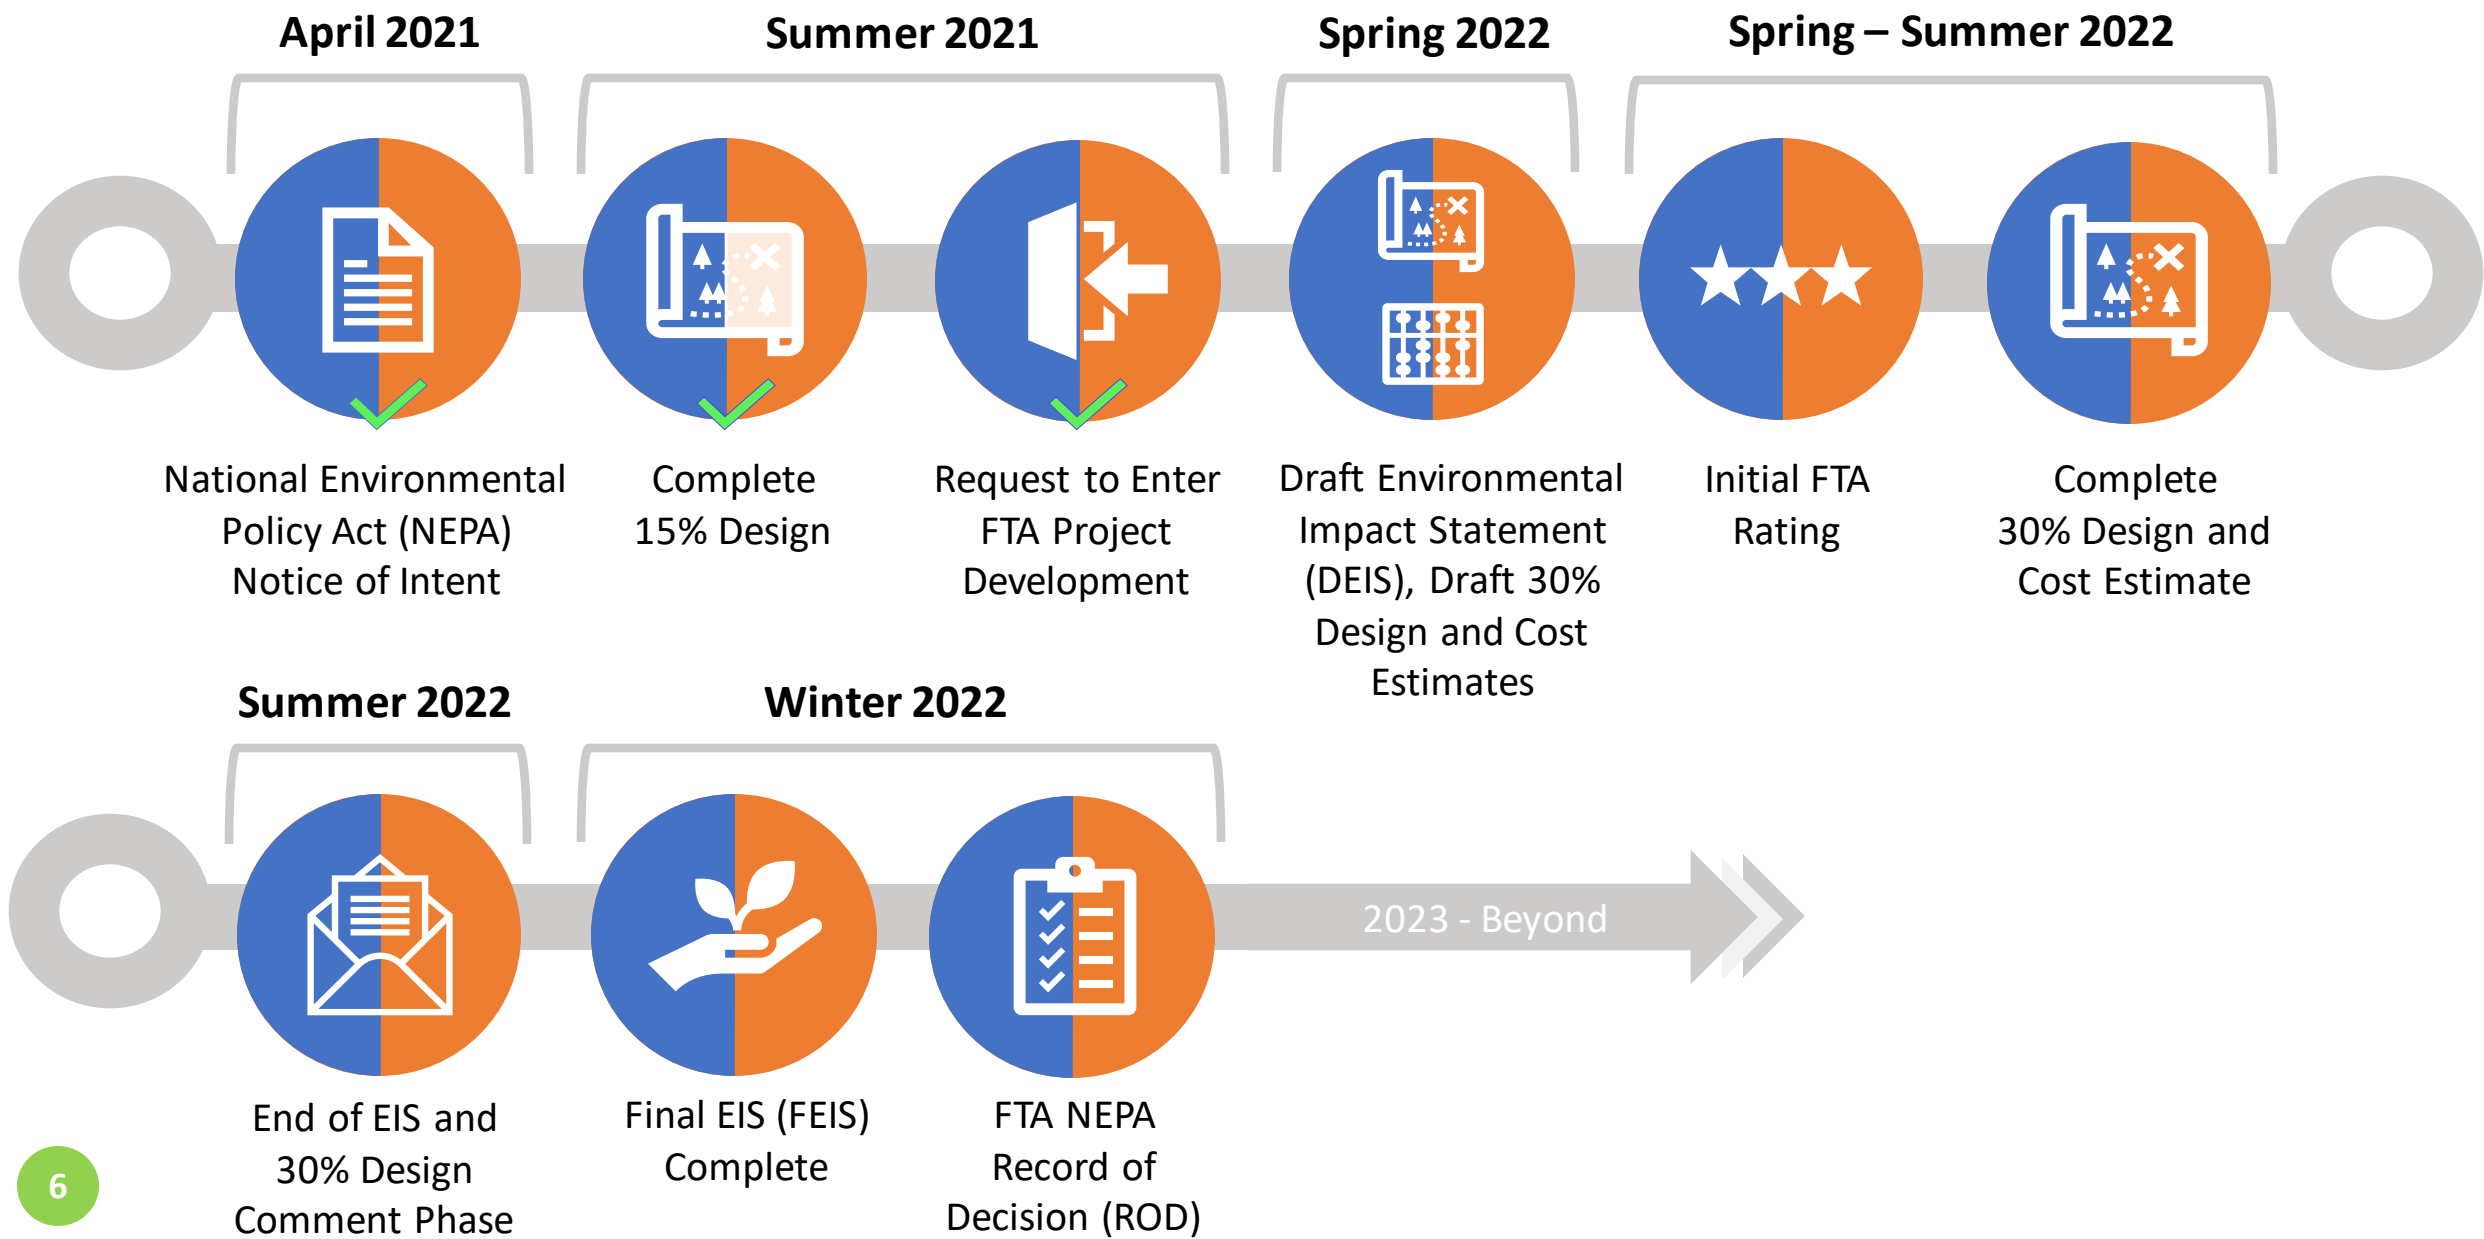 April 2021
Summer 2021
Spring 2022
Spring – Summer 2022
National Environmental
Policy Act (NEPA)
Notice of Intent
Complete
15% Design
Request to Enter
FTA Project
Development
Draft Environmental
Impact Statement
(DEIS), Draft 30%
Design and Cost
Estimates
Initial FTA
Rating
Complete
30% Design and
Cost Estimate
Summer 2022
Winter 2022
2023 - Beyond
End of EIS and
30% Design
Comment Phase
Final EIS (FEIS)
Complete
FTA NEPA
Record of
Decision (ROD)
6